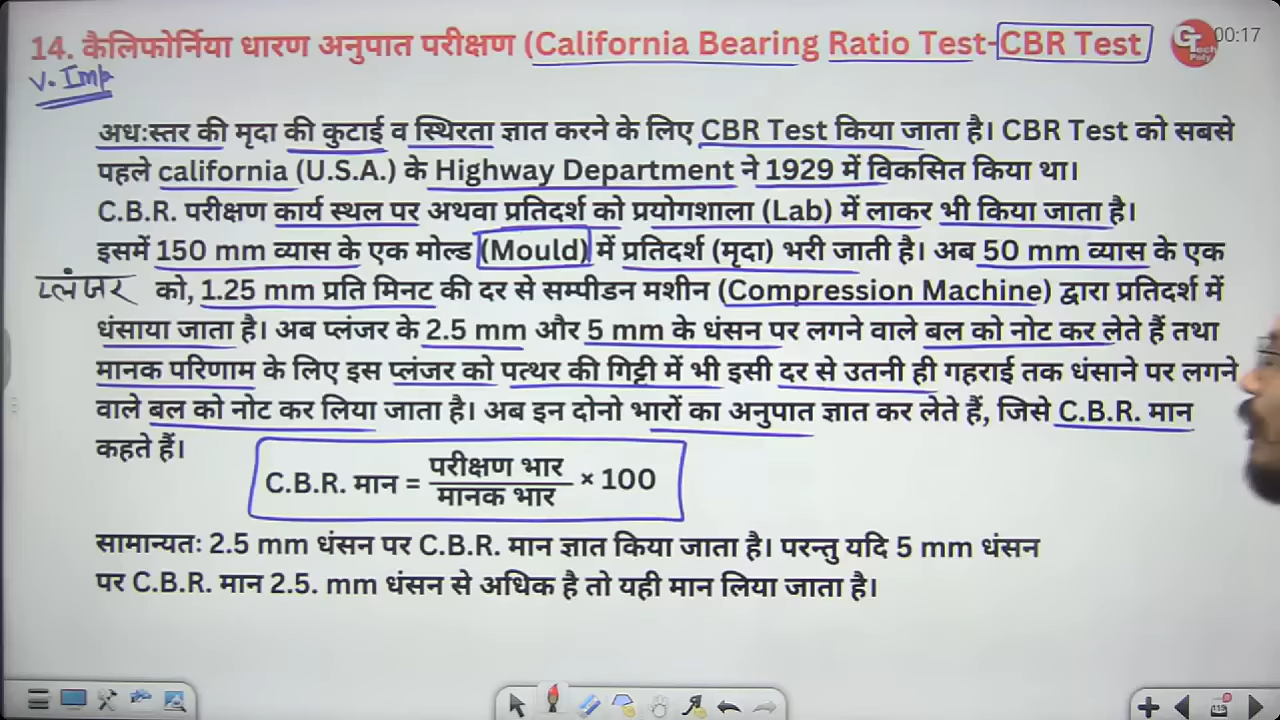 14. कैलिफोर्निया धारण अनुपात परीक्षण (California Bearing Ratio Test-CBR Test
GTech Poly
00:17
V. Imp
अधःस्तर की मृदा की कुटाई व स्थिरता ज्ञात करने के लिए CBR Test किया जाता है। CBR Test को सबसे
पहले california (U.S.A.) के Highway Department ने 1929 में विकसित किया था।
C.B.R. परीक्षण कार्य स्थल पर अथवा प्रतिदर्श को प्रयोगशाला (Lab) में लाकर भी किया जाता है।
इसमें 150 mm व्यास के एक मोल्ड (Mould) में प्रतिदर्श (मृदा) भरी जाती है। अब 50 mm व्यास के एक
प्लंजर को, 1.25 mm प्रति मिनट की दर से सम्पीडन मशीन (Compression Machine) द्वारा प्रतिदर्श में
धंसाया जाता है। अब प्लंजर के 2.5 mm और 5 mm के धंसन पर लगने वाले बल को नोट कर लेते हैं तथा
मानक परिणाम के लिए इस प्लंजर को पत्थर की गिट्टी में भी इसी दर से उतनी ही गहराई तक धंसाने पर लगने
वाले बल को नोट कर लिया जाता है। अब इन दोनो भारों का अनुपात ज्ञात कर लेते हैं, जिसे C.B.R. मान
कहते हैं।
C.B.R. मान = परीक्षण भार / मानक भार × 100
सामान्यतः 2.5 mm धंसन पर C.B.R. मान ज्ञात किया जाता है। परन्तु यदि 5 mm धंसन
पर C.B.R. मान 2.5. mm धंसन से अधिक है तो यही मान लिया जाता है।
113